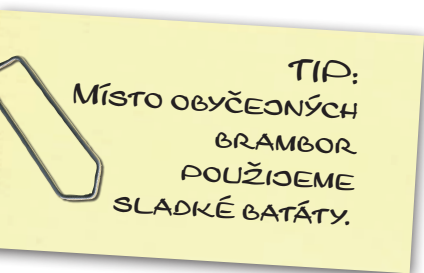 TIP:
MÍSTO OBYČEJNÝCH
BRAMBOR
POUŽIJEME
SLADKÉ BATÁTY.